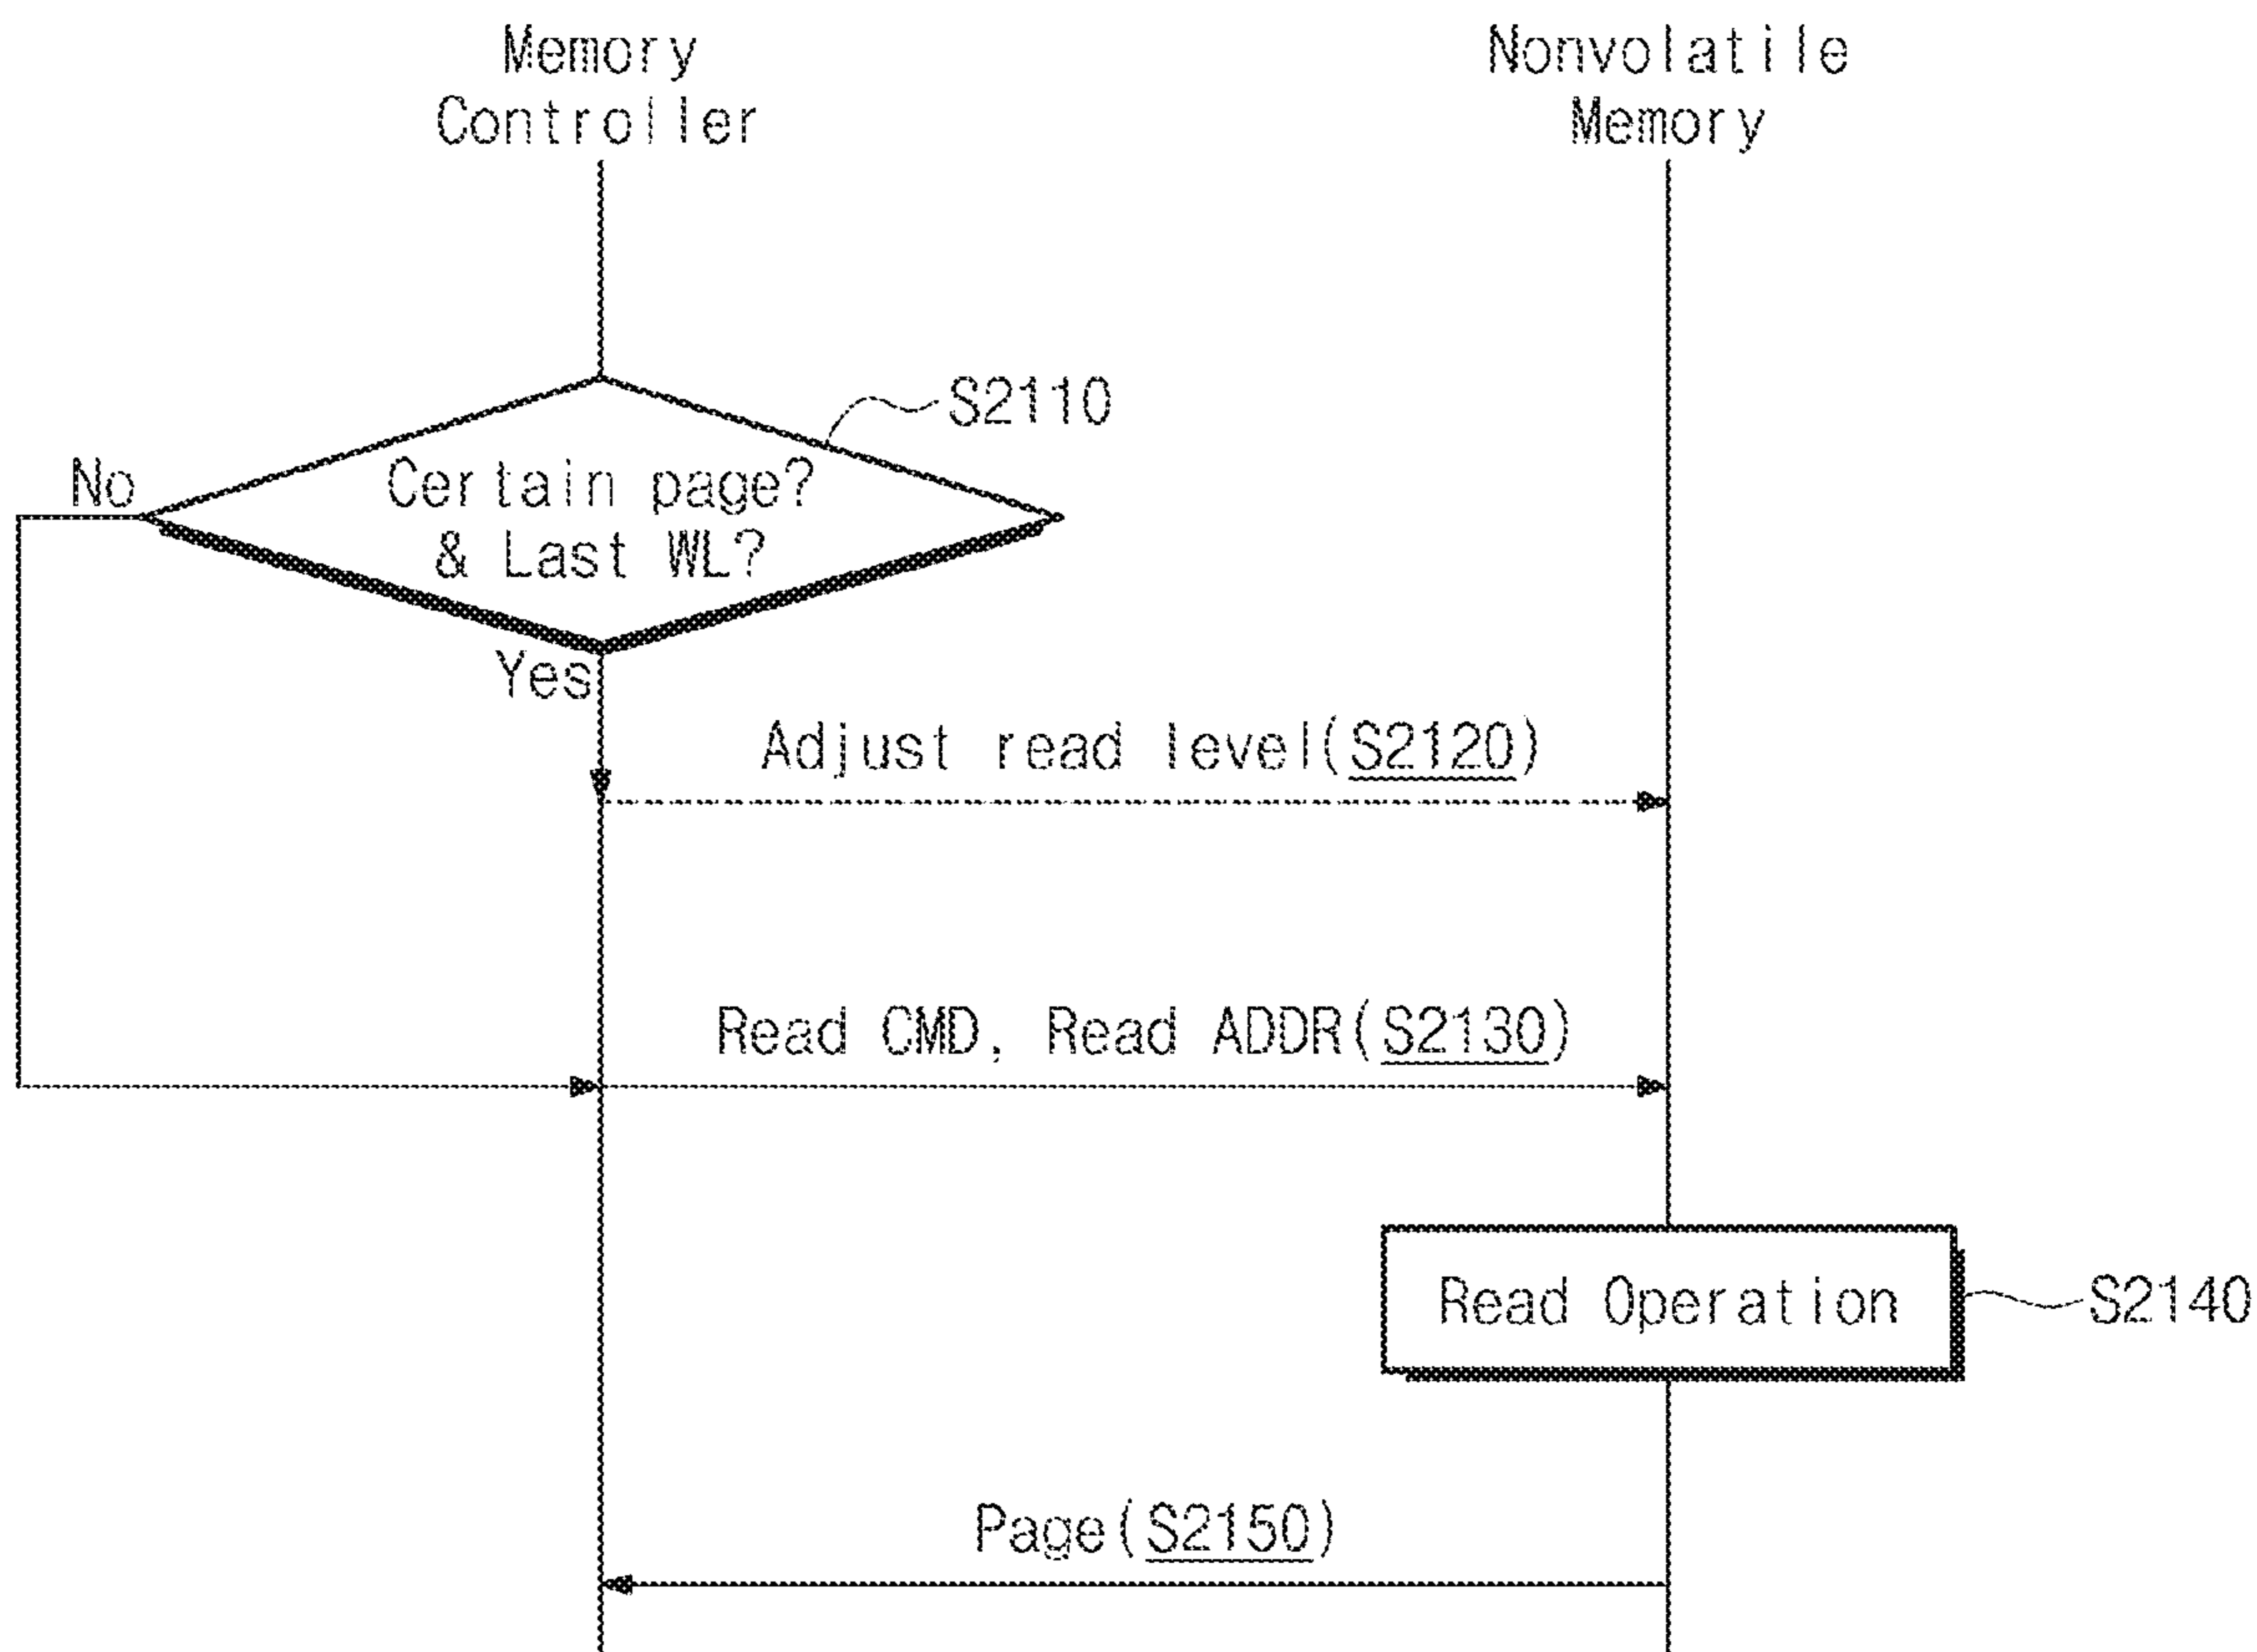 Memory
Controller
Nonvolatile
Memory
S2110
No
Certain page?
& Last WL?
Yes
Adjust read level(S2120)
Read CMD, Read ADDR(S2130)
Read Operation
S2140
Page(S2150)